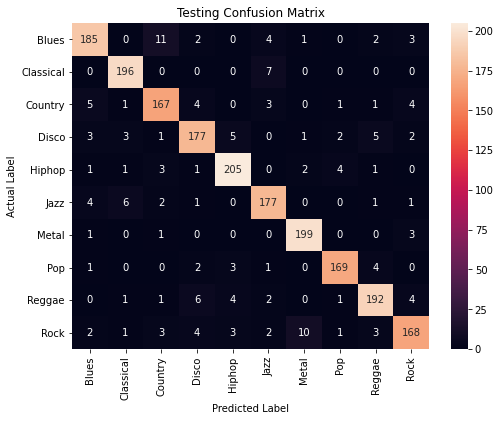 Testing Confusion Matrix
Actual Label
Blues 185 0 11 2 0 4 1 0 2 3
Classical 0 196 0 0 0 7 0 0 0 0
Country 5 1 167 4 0 3 0 1 1 4
Disco 3 3 1 177 5 0 1 2 5 2
Hiphop 1 1 3 1 205 0 2 4 1 0
Jazz 4 6 2 1 0 177 0 0 1 1
Metal 1 0 1 0 0 0 199 0 0 3
Pop 1 0 0 2 3 1 0 169 4 0
Reggae 0 1 1 6 4 2 0 1 192 4
Rock 2 1 3 4 3 2 10 1 3 168
Blues Classical Country Disco Hiphop Jazz Metal Pop Reggae Rock
Predicted Label
200
175
150
125
100
75
50
25
0